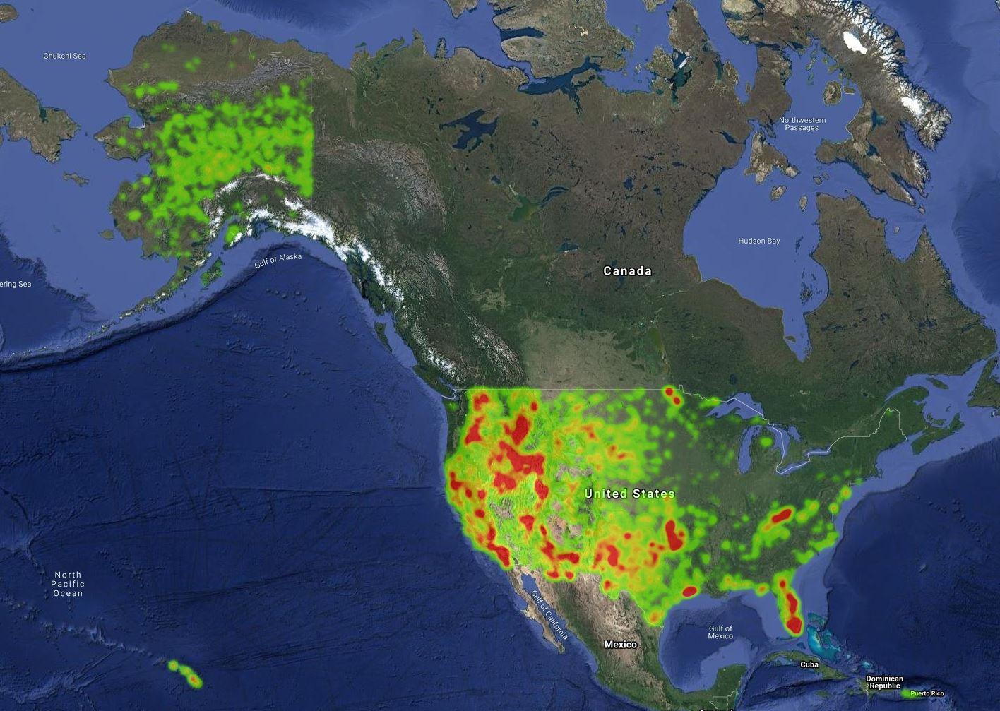 Chukchi Sea
Northwestern
Passages
Hudson Bay
Gulf of Alaska
Canada
ering Sea
United States
North
Pacific
Ocean
Gulf of California
Gulf of
Mexico
Mexico
Cuba
Dominican
Republic
Puerto Rico